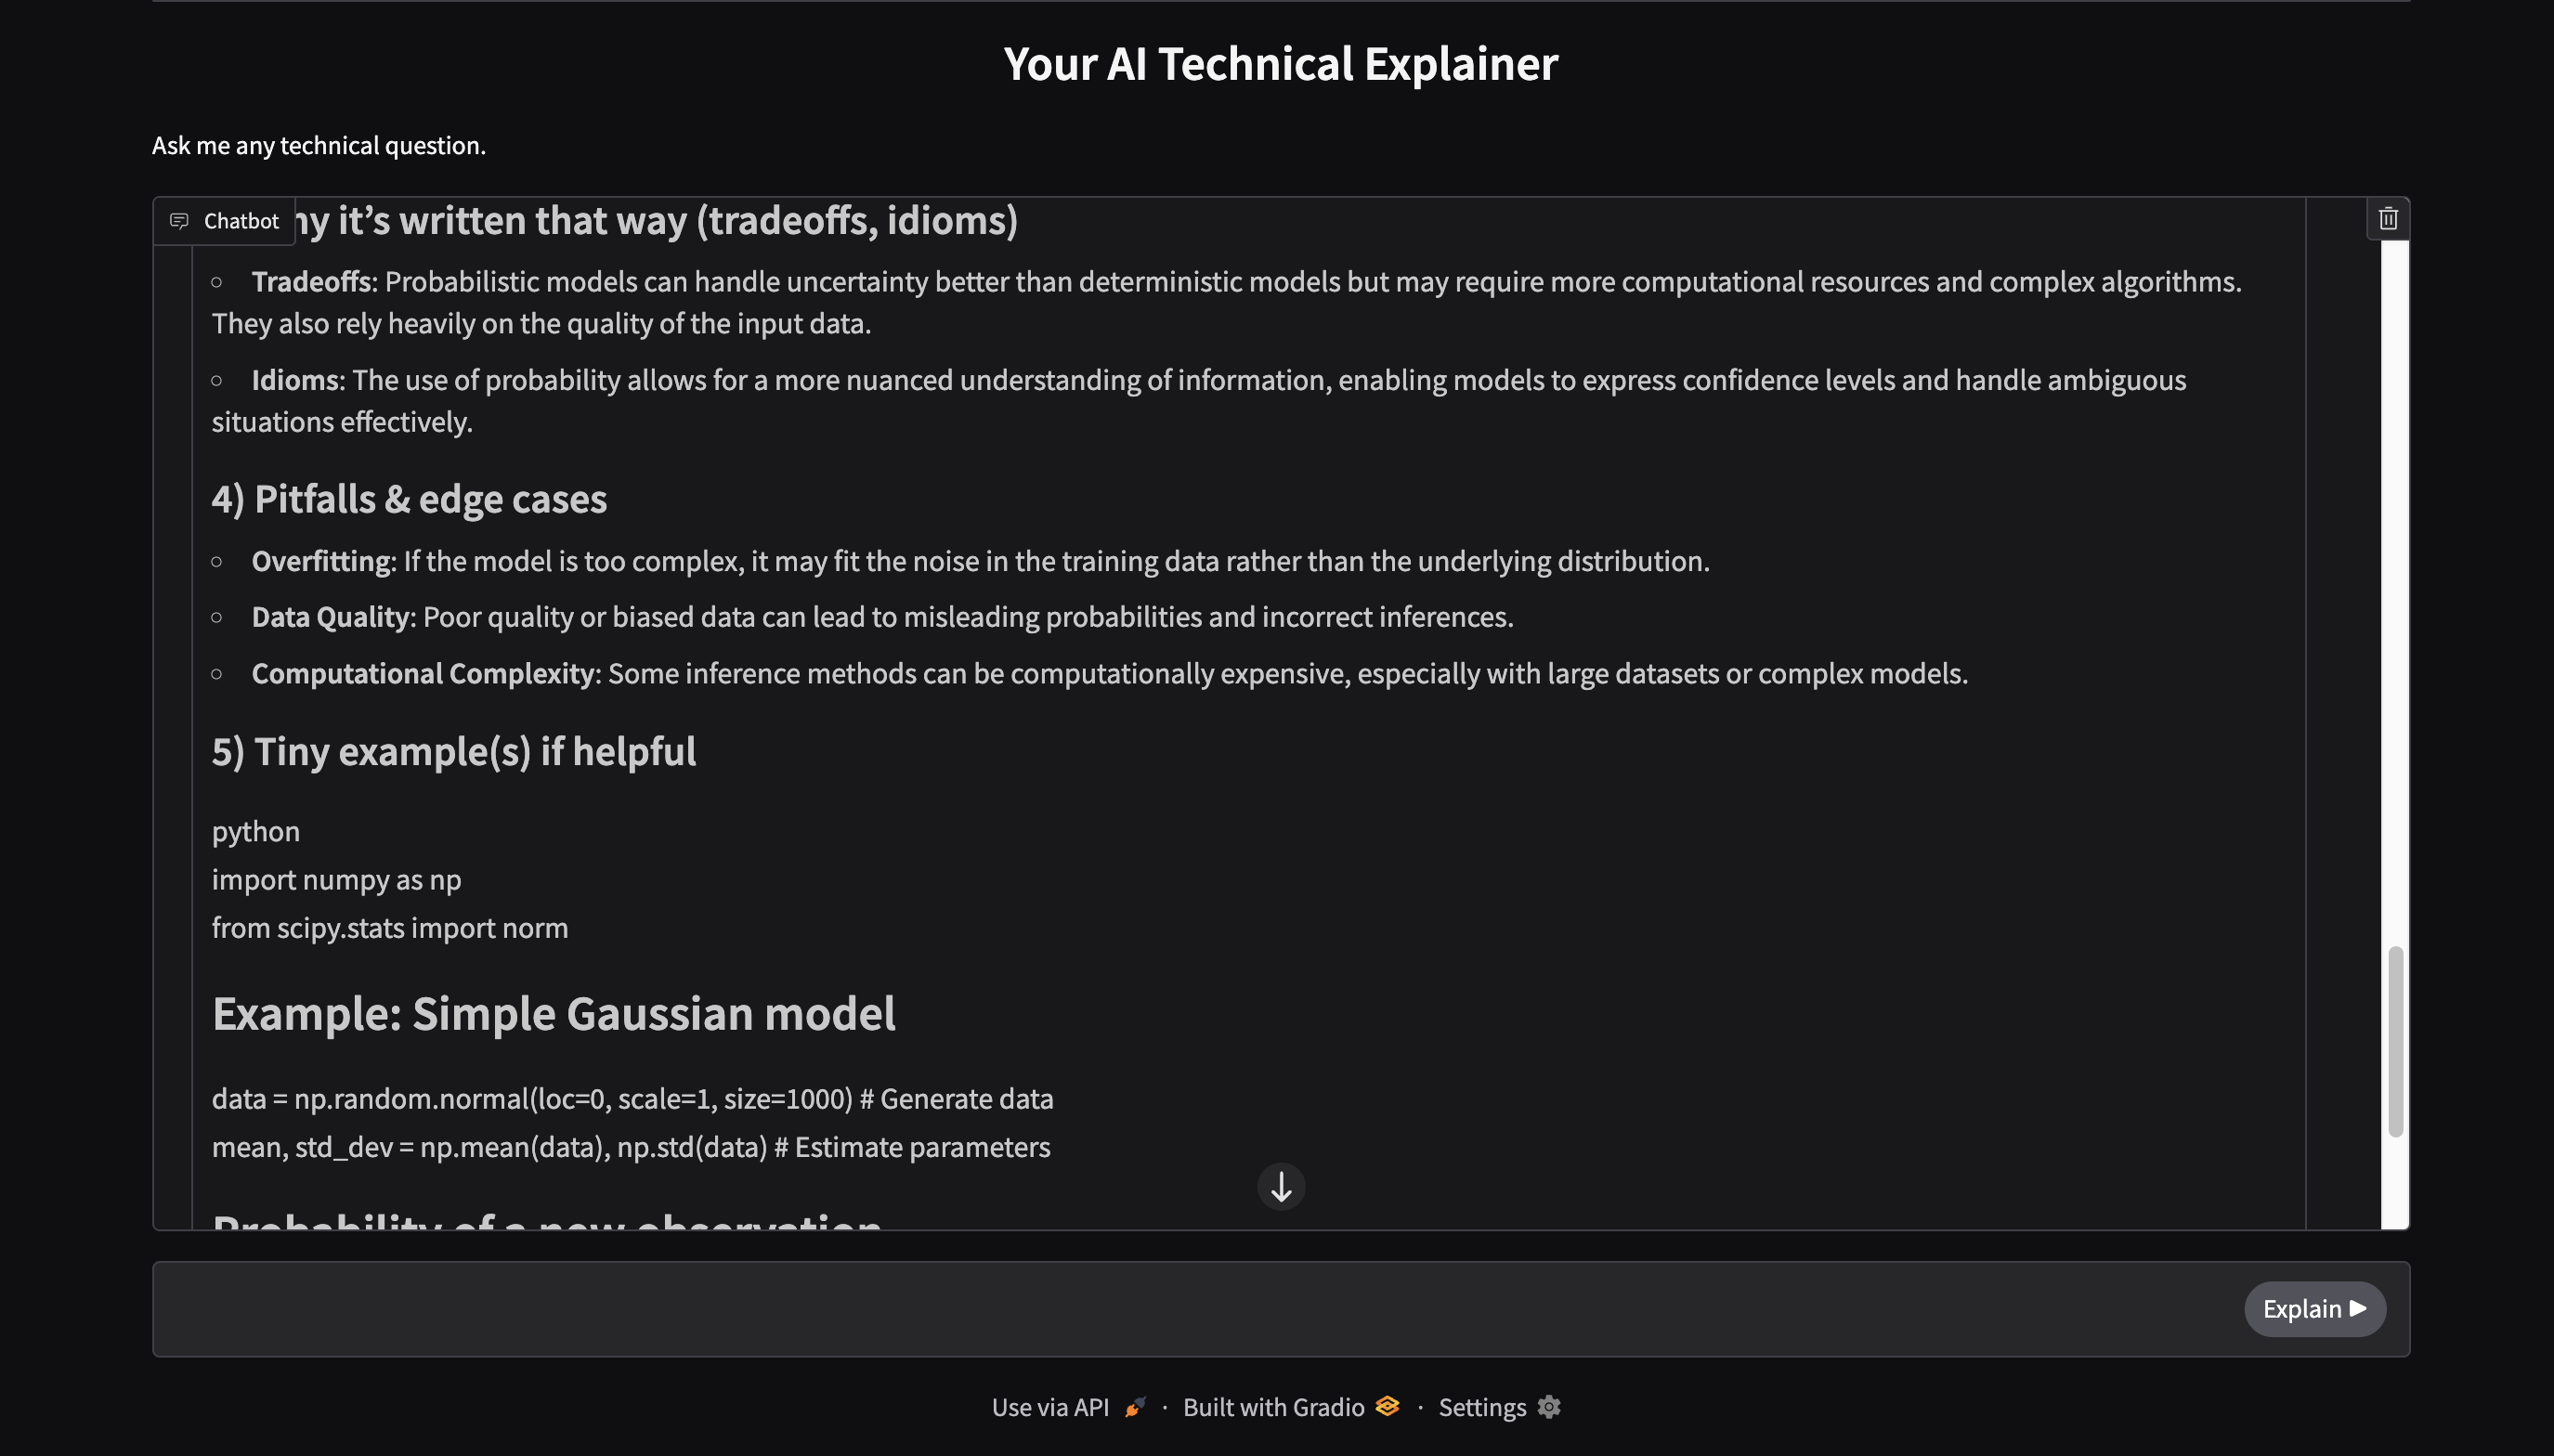 Your AI Technical Explainer
Ask me any technical question.
Chatbot
hy it’s written that way (tradeoffs, idioms)
Tradeoffs: Probabilistic models can handle uncertainty better than deterministic models but may require more computational resources and complex algorithms.
They also rely heavily on the quality of the input data.
Idioms: The use of probability allows for a more nuanced understanding of information, enabling models to express confidence levels and handle ambiguous
situations effectively.
4) Pitfalls & edge cases
Overfitting: If the model is too complex, it may fit the noise in the training data rather than the underlying distribution.
Data Quality: Poor quality or biased data can lead to misleading probabilities and incorrect inferences.
Computational Complexity: Some inference methods can be computationally expensive, especially with large datasets or complex models.
5) Tiny example(s) if helpful
python
import numpy as np
from scipy.stats import norm
Example: Simple Gaussian model
data = np.random.normal(loc=0, scale=1, size=1000) # Generate data
mean, std_dev = np.mean(data), np.std(data) # Estimate parameters
Probability of a new observation
Explain
Use via API · Built with Gradio · Settings